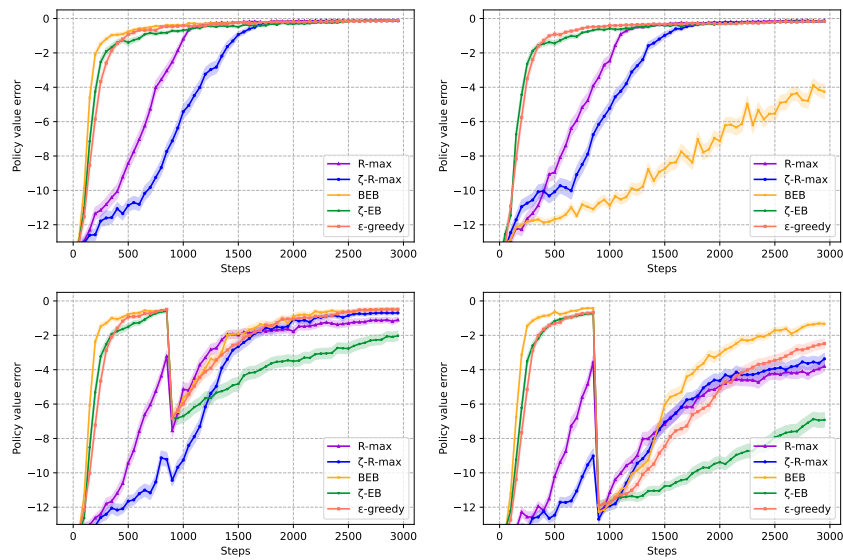 0
−2
−4
−6
−8
−10
−12
Policy value error
R-max
ζ-R-max
BEB
ζ-EB
ε-greedy
0 500 1000 1500 2000 2500 3000
Steps
0
−2
−4
−6
−8
−10
−12
Policy value error
R-max
ζ-R-max
BEB
ζ-EB
ε-greedy
0 500 1000 1500 2000 2500 3000
Steps
0
−2
−4
−6
−8
−10
−12
Policy value error
R-max
ζ-R-max
BEB
ζ-EB
ε-greedy
0 500 1000 1500 2000 2500 3000
Steps
0
−2
−4
−6
−8
−10
−12
Policy value error
R-max
ζ-R-max
BEB
ζ-EB
ε-greedy
0 500 1000 1500 2000 2500 3000
Steps